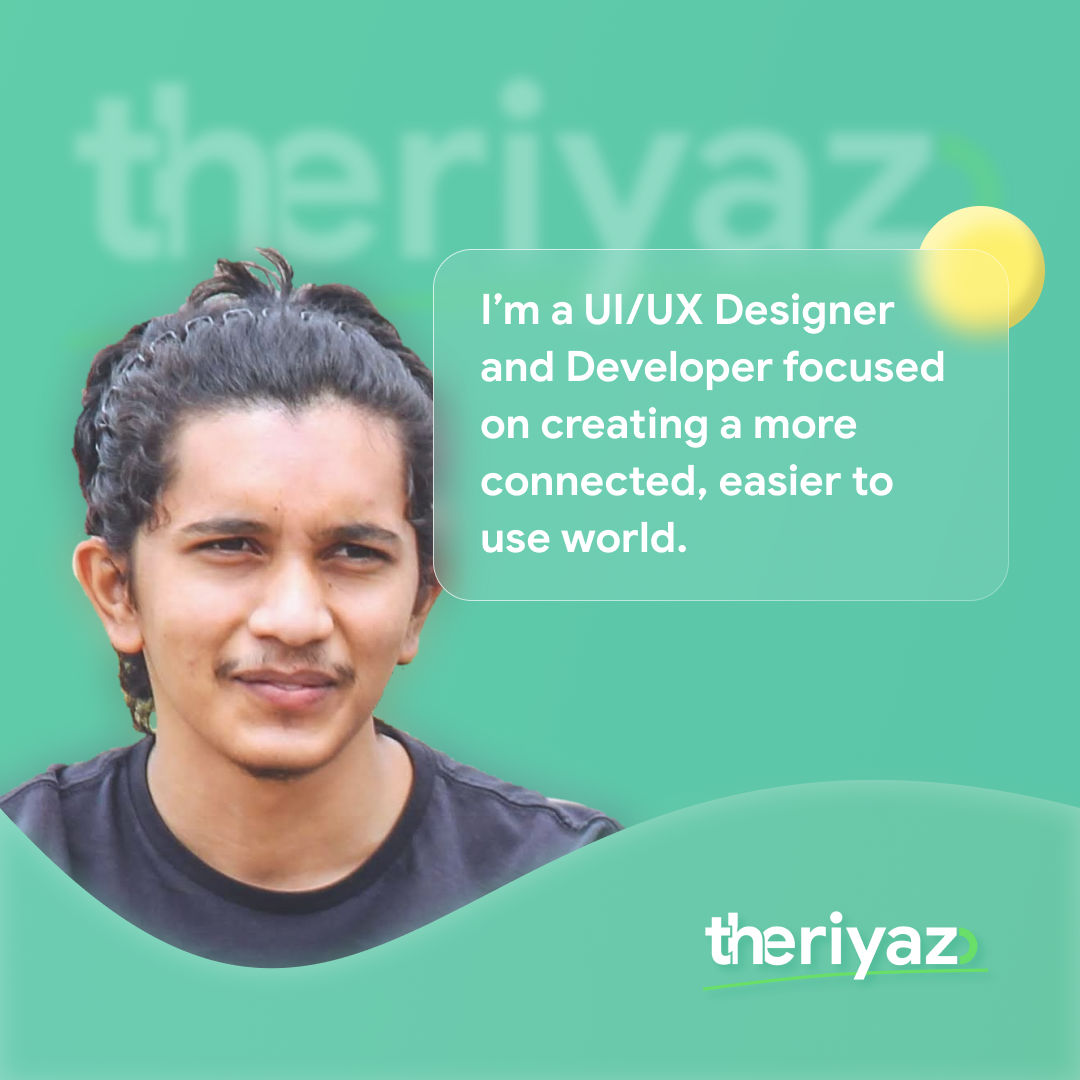 theriyaz
I’m a UI/UX Designer
and Developer focused
on creating a more
connected, easier to
use world.
theriyaz